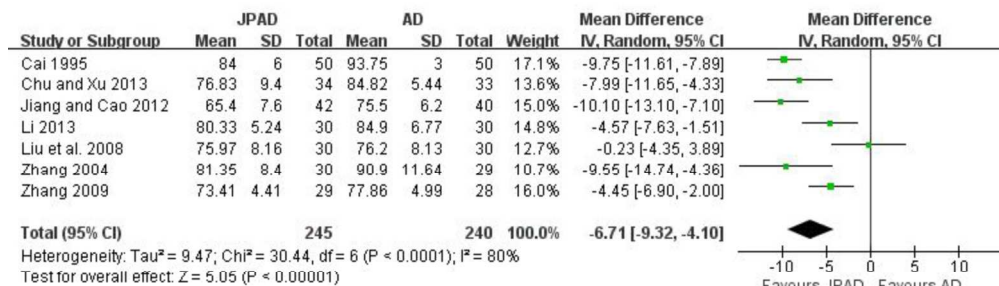 JPAD AD Mean Difference Mean Difference
Study or Subgroup Mean SD Total Mean SD Total Weight IV, Random, 95% CI IV, Random, 95% CI
Cai 1995 84 6 50 93.75 3 50 17.1% -9.75 [-11.61, -7.89]
Chu and Xu 2013 76.83 9.4 34 84.82 5.44 33 13.6% -7.99 [-11.65, -4.33]
Jiang and Cao 2012 65.4 7.6 42 75.5 6.2 40 15.0% -10.10 [-13.10, -7.10]
Li 2013 80.33 5.24 30 84.9 6.77 30 14.8% -4.57 [-7.63, -1.51]
Liu et al. 2008 75.97 8.16 30 76.2 8.13 30 12.7% -0.23 [-4.35, 3.89]
Zhang 2004 81.35 8.4 30 90.9 11.64 29 10.7% -9.55 [-14.74, -4.36]
Zhang 2009 73.41 4.41 29 77.86 4.99 28 16.0% -4.45 [-6.90, -2.00]
Total (95% CI) 245 240 100.0% -6.71 [-9.32, -4.10]
Heterogeneity: Tau² = 9.47; Chi² = 30.44, df = 6 (P < 0.0001); I² = 80%
Test for overall effect: Z = 5.05 (P < 0.00001)
-10 -5 0 5 10
Favours JPAD Favours AD